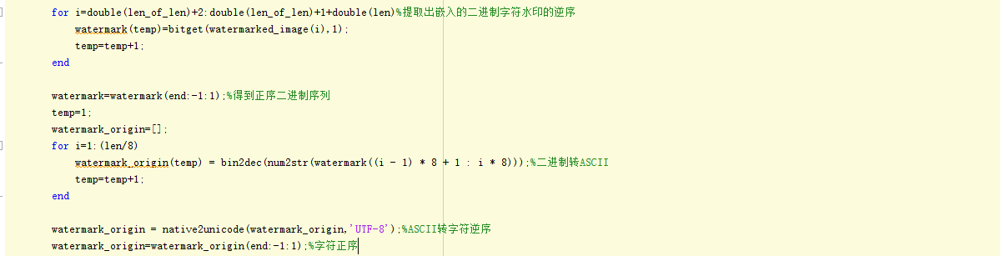 for i=double(len_of_len)+2:double(len_of_len)+1+double(len)%提取出嵌入的二进制字符水印的逆序
watermark(temp)=bitget(watermarked_image(i),1);
temp=temp+1;
end
watermark=watermark(end:-1:1);%得到正序二进制序列
temp=1;
watermark_origin=[];
for i=1:(len/8)
watermark_origin(temp) = bin2dec(num2str(watermark((i - 1) * 8 + 1 : i * 8)));%二进制转ASCII
temp=temp+1;
end
watermark_origin = native2unicode(watermark_origin,'UTF-8');%ASCII转字符逆序
watermark_origin=watermark_origin(end:-1:1);%字符正序